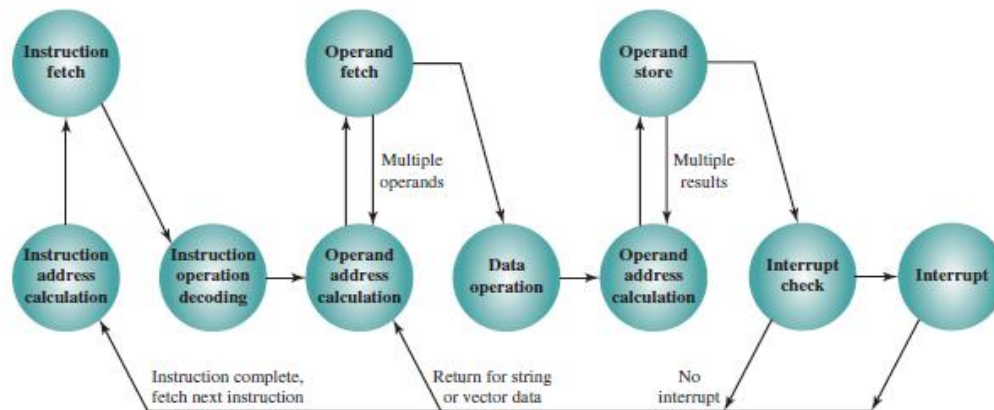 Instruction
fetch
Operand
fetch
Operand
store
Multiple
operands
Multiple
results
Instruction
address
calculation
Instruction
operation
decoding
Operand
address
calculation
Data
operation
Operand
address
calculation
Interrupt
check
Interrupt
Instruction complete,
fetch next instruction
Return for string
or vector data
No
interrupt